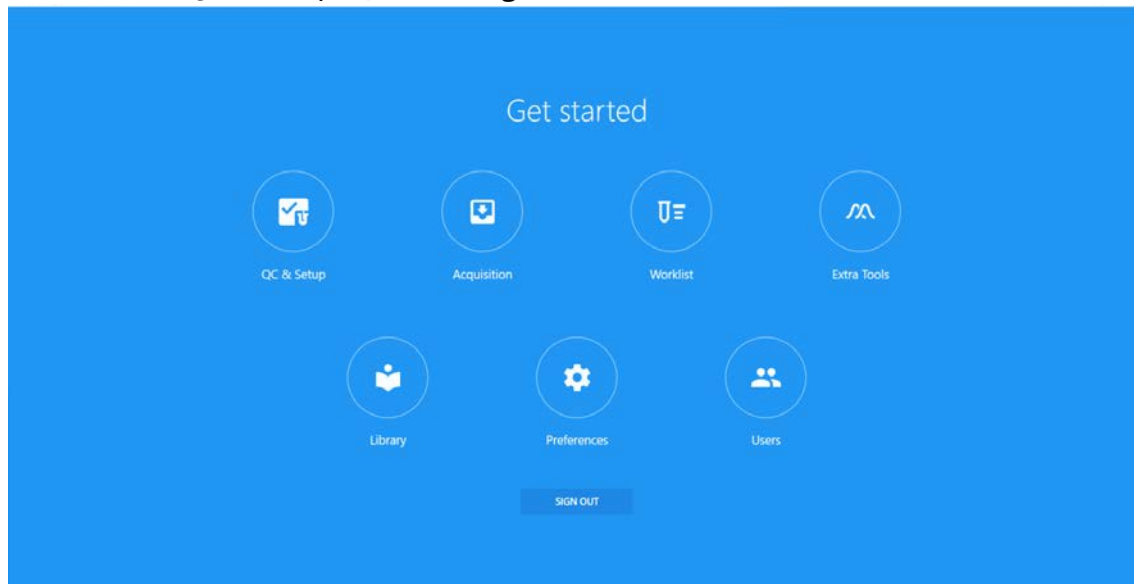 Get started
QC & Setup Acquisition Worklist Extra Tools
Library Preferences Users
SIGN OUT